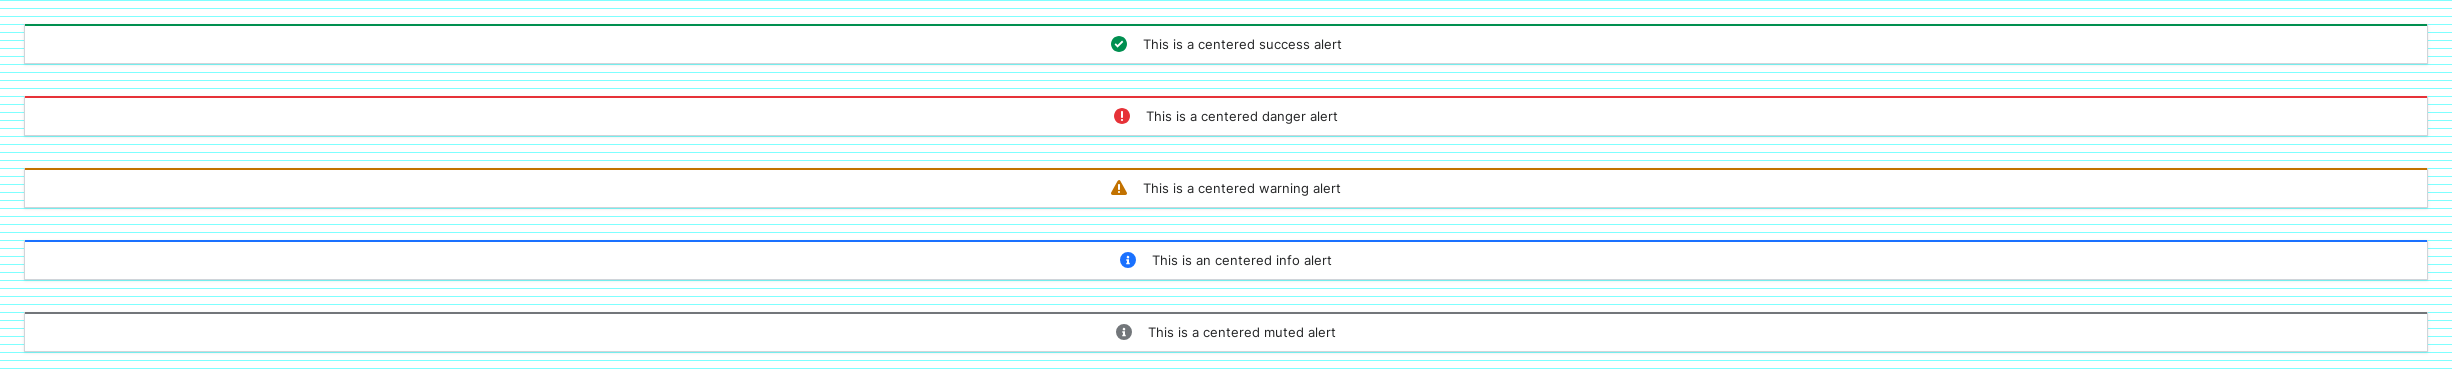 This is a centered success alert
This is a centered danger alert
This is a centered warning alert
This is an centered info alert
This is a centered muted alert